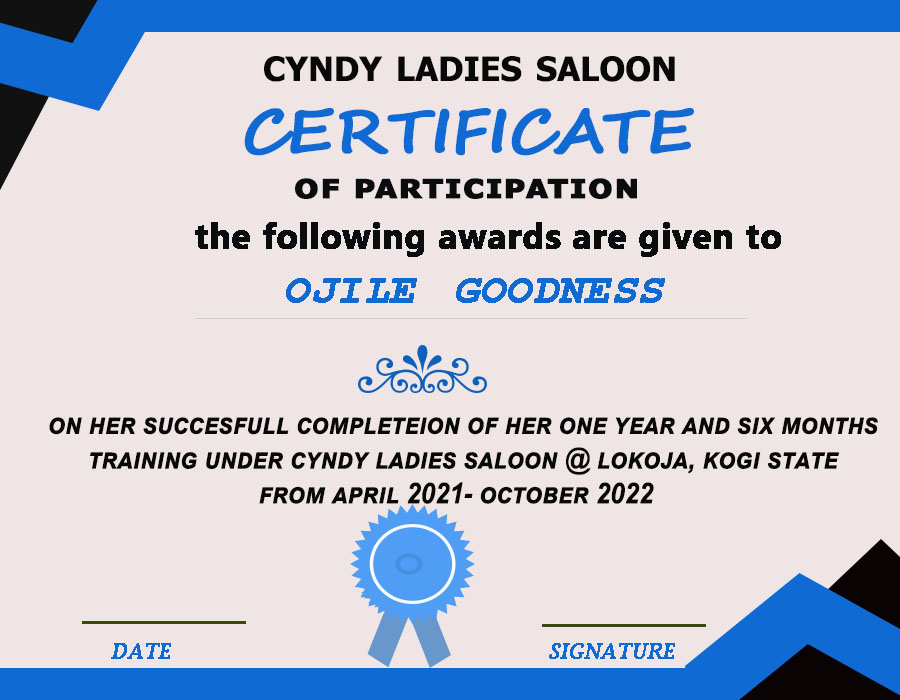 CYNDY LADIES SALOON
CERTIFICATE
OF PARTICIPATION
the following awards are given to
OJILE GOODNESS
ON HER SUCCESFULL COMPLETEION OF HER ONE YEAR AND SIX MONTHS
TRAINING UNDER CYNDY LADIES SALOON @ LOKOJA, KOGI STATE
FROM APRIL 2021- OCTOBER 2022
DATE
SIGNATURE